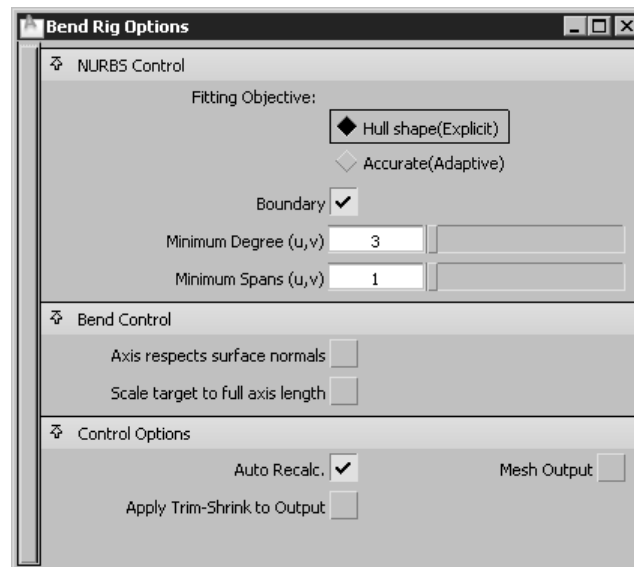 Bend Rig Options
NURBS Control
Fitting Objective:
Hull shape(Explicit)
Accurate(Adaptive)
Boundary
Minimum Degree (u,v) 3
Minimum Spans (u,v) 1
Bend Control
Axis respects surface normals
Scale target to full axis length
Control Options
Auto Recalc. Mesh Output
Apply Trim-Shrink to Output